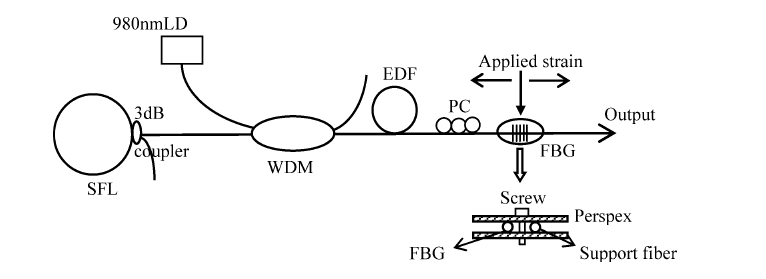 980nmLD
EDF
Applied strain
3dB
PC
Output
coupler
WDM
FBG
SFL
Screw
Perspex
FBG
Support fiber